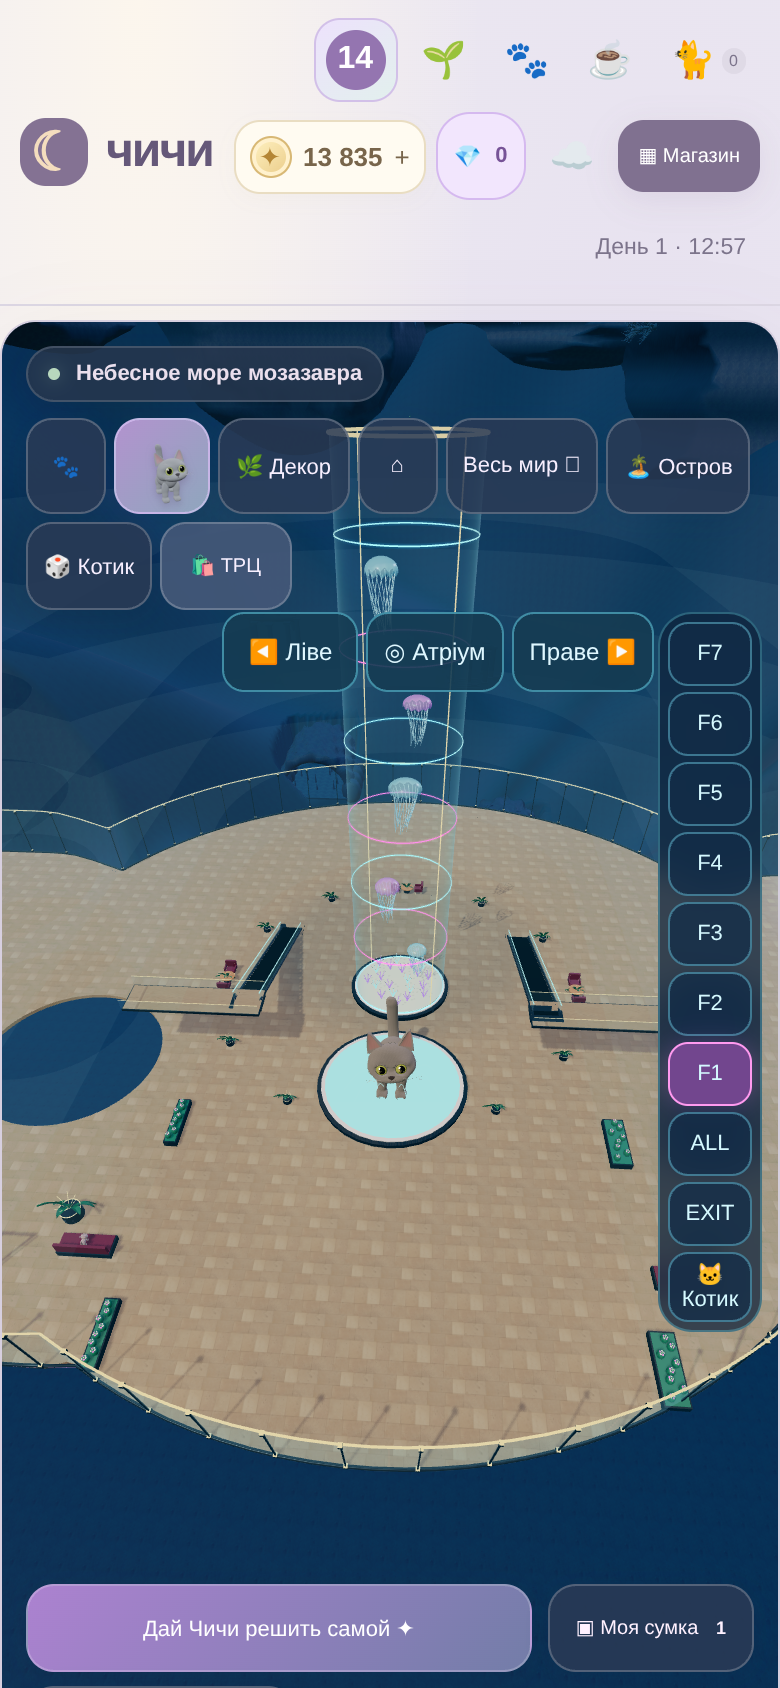 14
0
чичи
13 835 +
0
Магазин
День 1 · 12:57
Небесное море мозазавра
Декор
Весь мир
Остров
Котик
ТРЦ
Ліве
Атріум
Праве
F7
F6
F5
F4
F3
F2
F1
ALL
EXIT
Котик
Дай Чичи решить самой ✦
Моя сумка 1